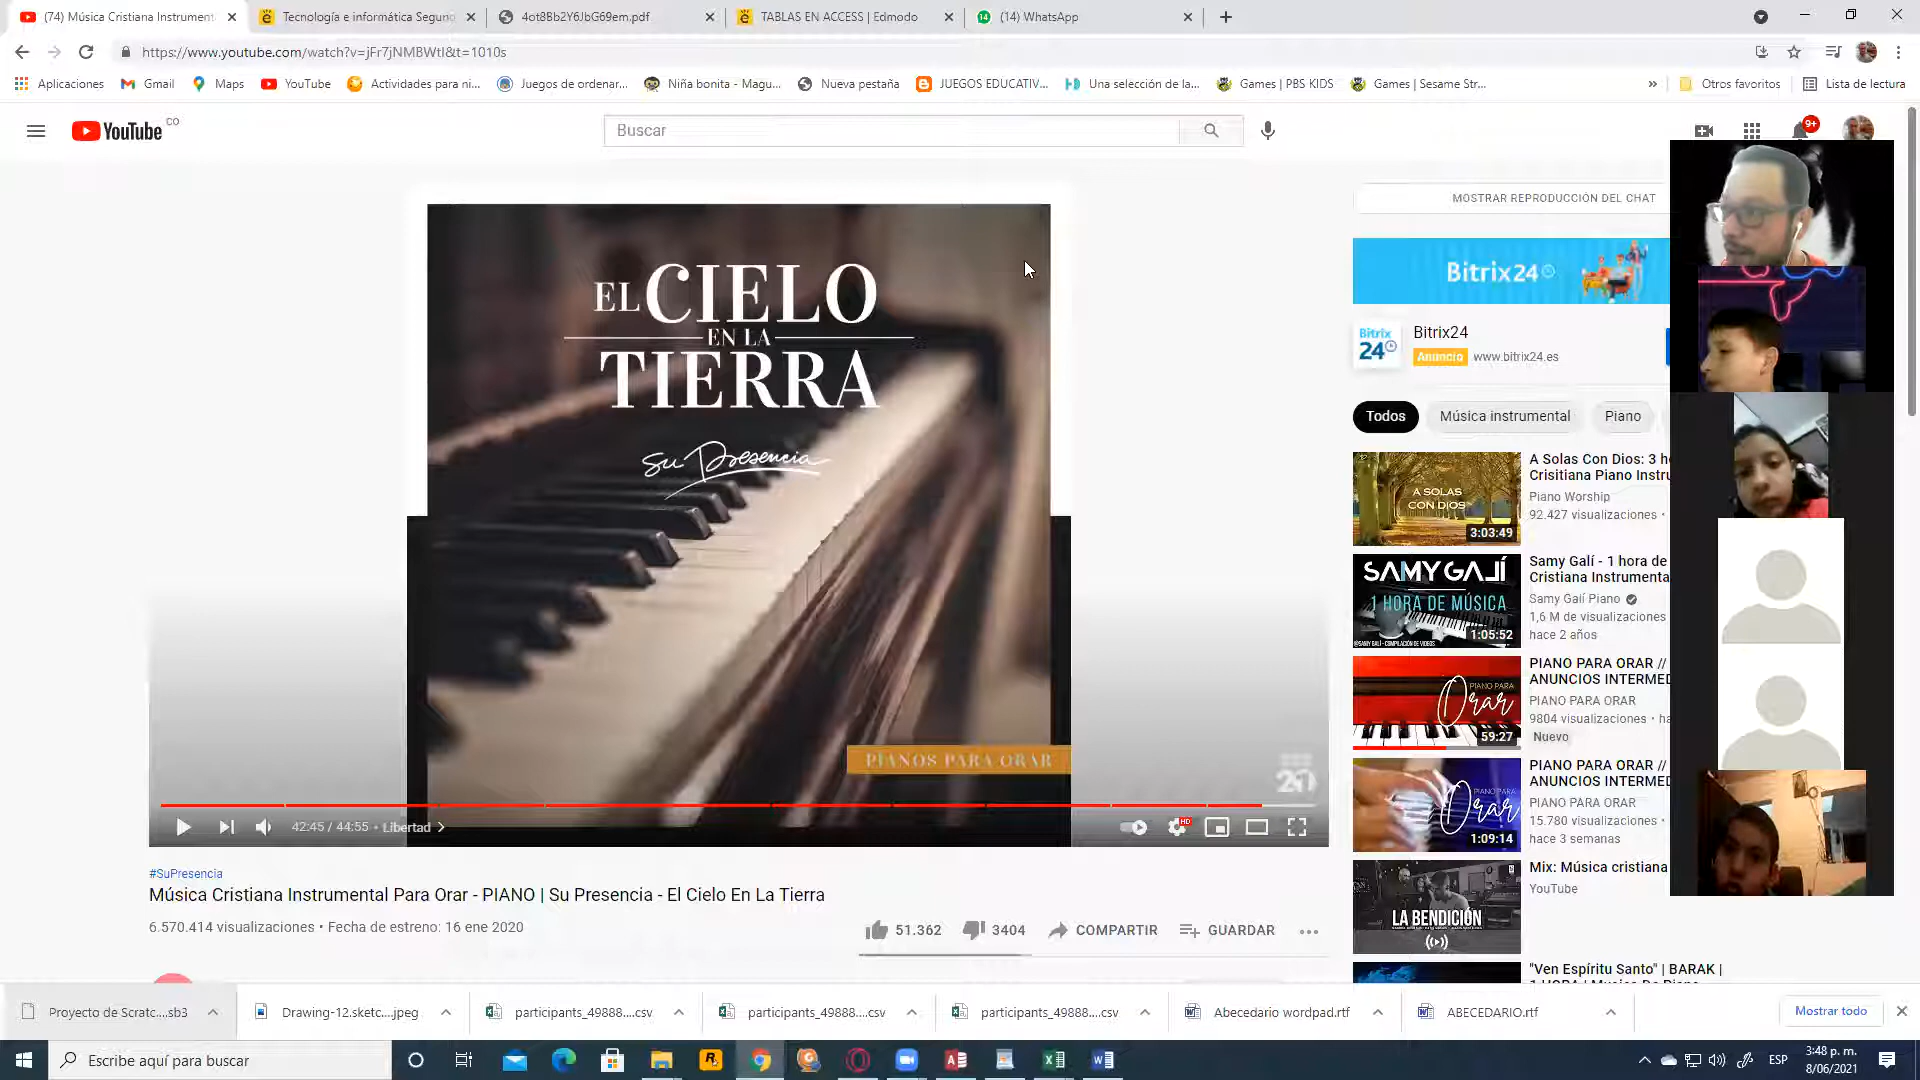 (74) Música Cristiana Instrument
Tecnología e informática Seguno
4ot8Bb2Y6JbG69em.pdf
TABLAS EN ACCESS | Edmodo
(14) WhatsApp
https://www.youtube.com/watch?v=jFr7jNMBWtI&t=1010s
Aplicaciones
Gmail
Maps
YouTube
Actividades para ni...
Juegos de ordenar...
Niña bonita - Magu...
Nueva pestaña
JUEGOS EDUCATIV...
Una selección de la...
Games | PBS KIDS
Games | Sesame Str...
»
Otros favoritos
Lista de lectura
YouTube CO
Buscar
9+
MOSTRAR REPRODUCCIÓN DEL CHAT
EL CIELO
EN LA
TIERRA
Su Presencia
PIANOS PARA ORAR
42:45 / 44:55 • Libertad
HD
#SuPresencia
Música Cristiana Instrumental Para Orar - PIANO | Su Presencia - El Cielo En La Tierra
6.570.414 visualizaciones • Fecha de estreno: 16 ene 2020
51.362
3404
COMPARTIR
GUARDAR
Bitrix24
Bitrix
24
Bitrix24
Anuncio www.bitrix24.es
Todos
Música instrumental
Piano
A SOLAS
CON DIOS
3:03:49
A Solas Con Dios: 3 h
Crisitiana Piano Instru
Piano Worship
92.427 visualizaciones •
SAMY GALÍ
1 HORA DE MÚSICA
1:05:52
Samy Galí - 1 hora de
Cristiana Instrumenta
Samy Galí Piano
1,6 M de visualizaciones
hace 2 años
PIANO PARA
Orar
59:27
PIANO PARA ORAR //
ANUNCIOS INTERMED
PIANO PARA ORAR
9804 visualizaciones • ha
Nuevo
PIANO PARA
Orar
1:09:14
PIANO PARA ORAR //
ANUNCIOS INTERMED
PIANO PARA ORAR
15.780 visualizaciones •
hace 3 semanas
LA BENDICIÓN
Mix: Música cristiana
YouTube
"Ven Espíritu Santo" | BARAK |
Proyecto de Scratc....sb3
Drawing-12.sketc....jpeg
participants_49888....csv
participants_49888....csv
participants_49888....csv
Abecedario wordpad.rtf
ABECEDARIO.rtf
Mostrar todo
Escribe aquí para buscar
ESP
3:48 p. m.
8/06/2021